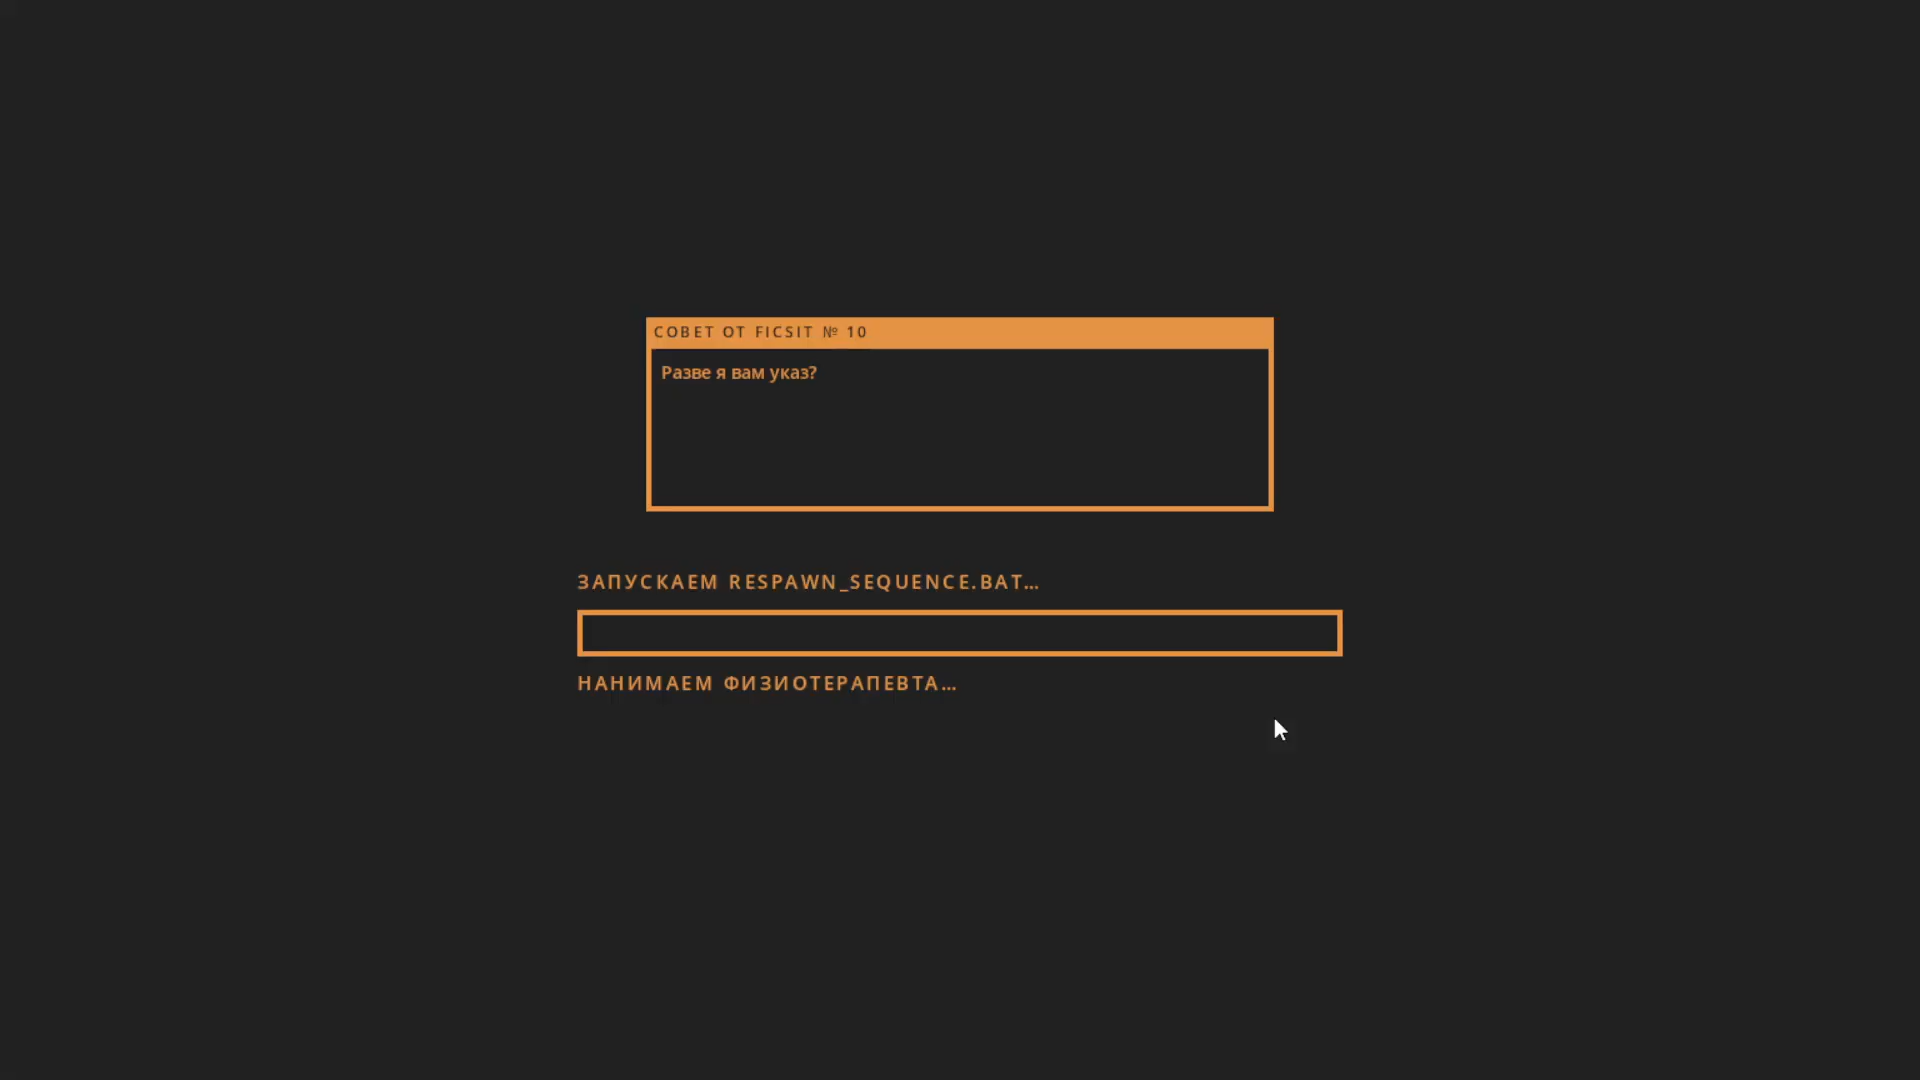 СОВЕТ ОТ FICSIT № 10
Разве я вам указ?
ЗАПУСКАЕМ RESPAWN_SEQUENCE.BAT…
НАНИМАЕМ ФИЗИОТЕРАПЕВТА…